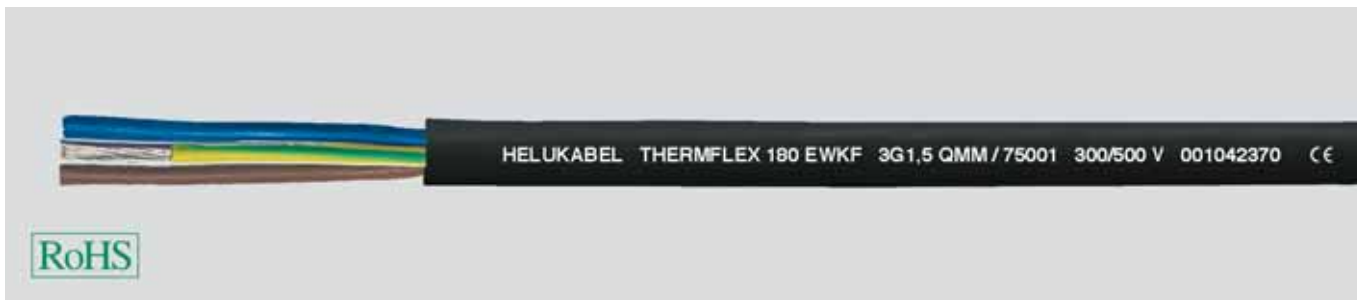 HELUKABEL THERMFLEX 180 EWKF 3G1,5 QMM / 75001 300/500 V 001042370 CE
RoHS